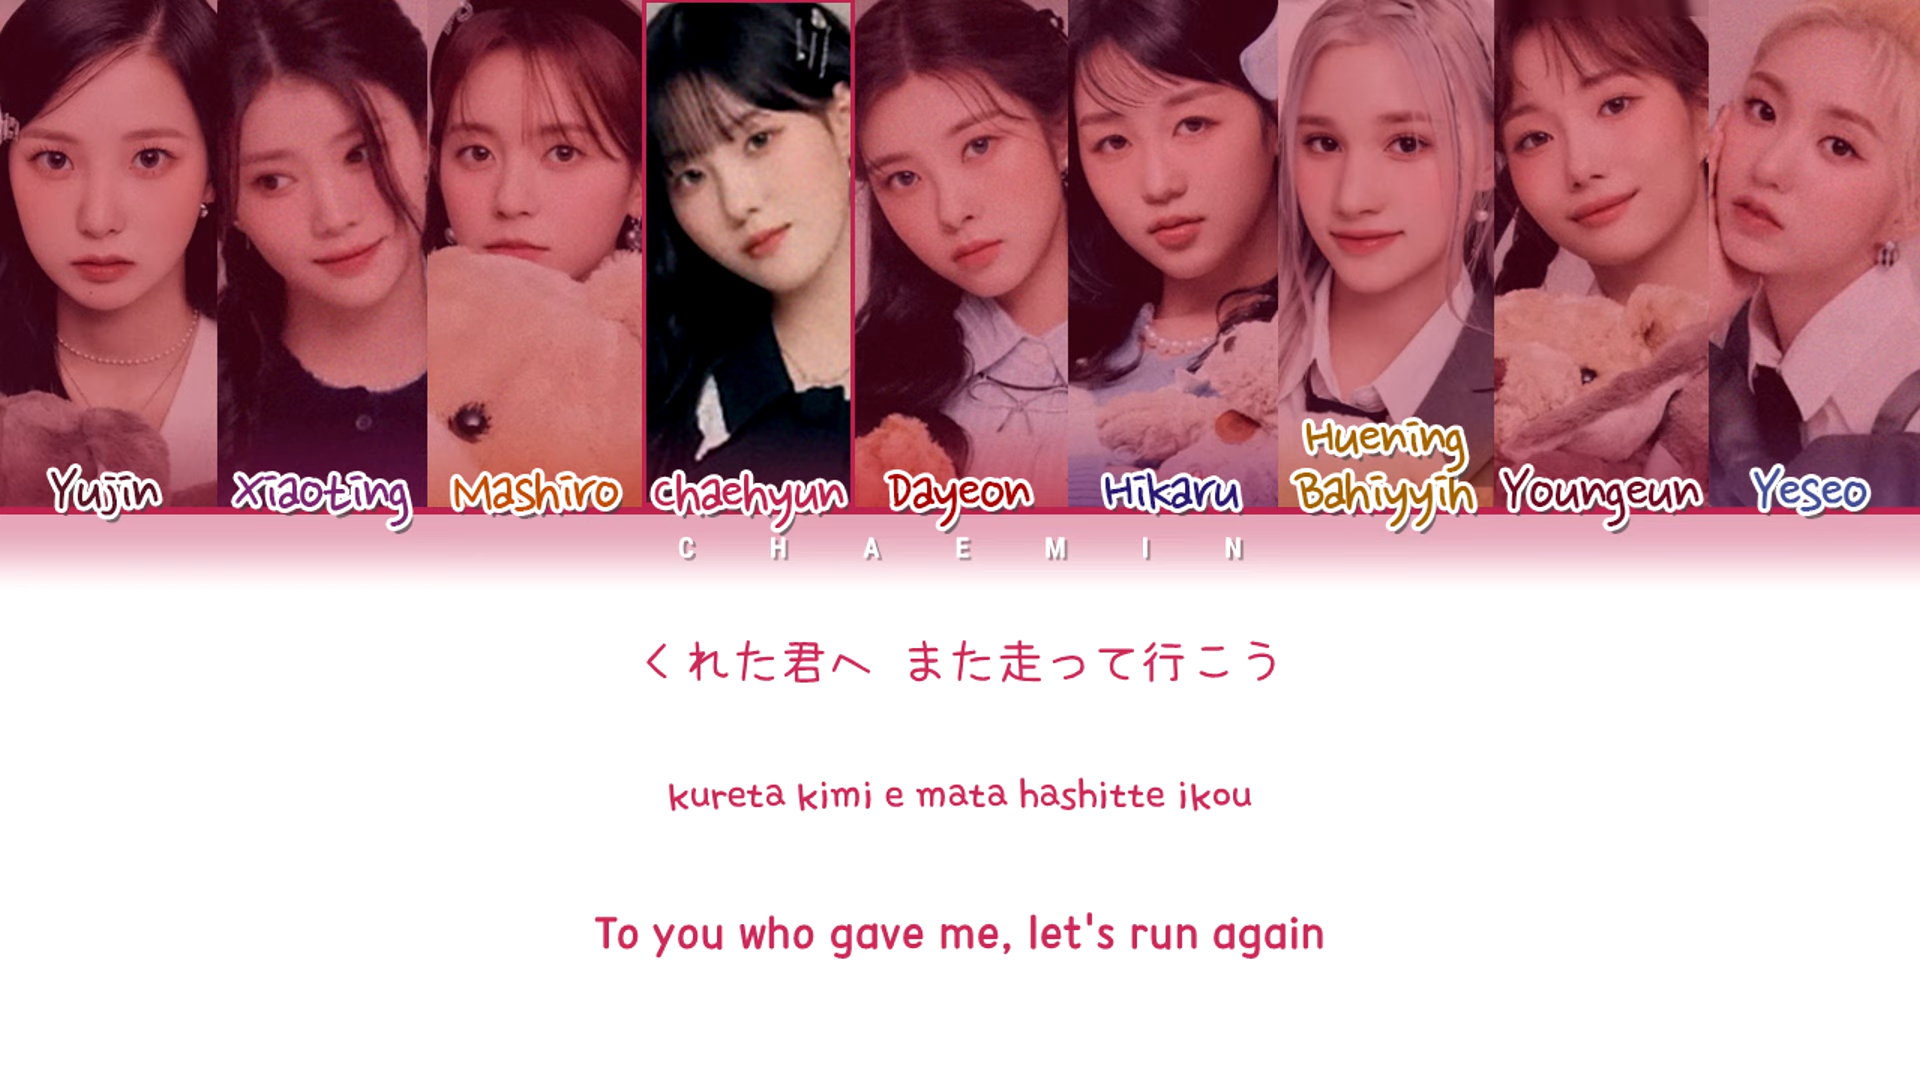 Yujin Xiaoting Mashiro chaehyun Dayeon Hikaru Huening Bahiyyih Youngeun Yeseo
CHAEMIN
くれた君へ また走って行こう
kureta kimi e mata hashitte ikou
To you who gave me, let's run again